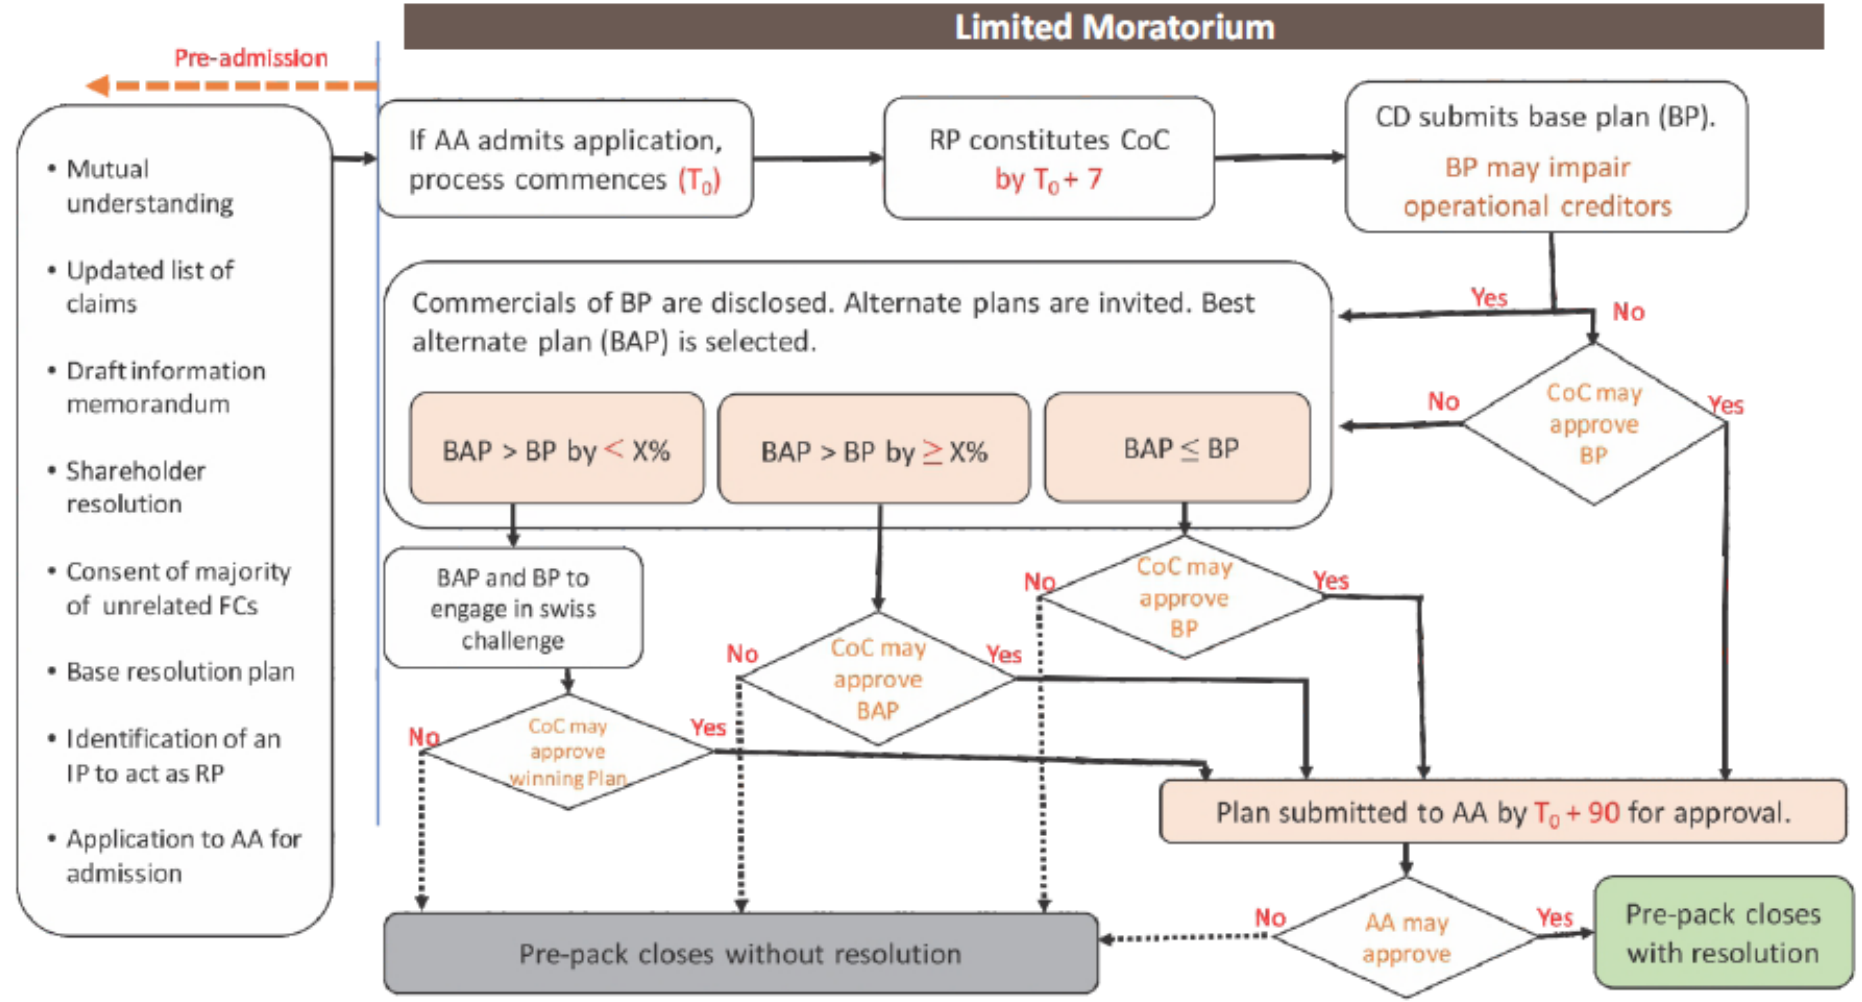 Limited Moratorium
Pre-admission
• Mutual
understanding
• Updated list of
claims
• Draft information
memorandum
• Shareholder
resolution
• Consent of majority
of unrelated FCs
• Base resolution plan
• Identification of an
IP to act as RP
• Application to AA for
admission
If AA admits application,
process commences (T0)
RP constitutes CoC
by T0 + 7
CD submits base plan (BP).
BP may impair
operational creditors
Yes
No
Commercials of BP are disclosed. Alternate plans are invited. Best
alternate plan (BAP) is selected.
BAP > BP by < X%
BAP > BP by ≥ X%
BAP ≤ BP
No
CoC may
approve
BP
Yes
BAP and BP to
engage in swiss
challenge
No
CoC may
approve
winning Plan
Yes
No
CoC may
approve
BAP
Yes
No
CoC may
approve
BP
Yes
Plan submitted to AA by T0 + 90 for approval.
No
AA may
approve
Yes
Pre-pack closes
with resolution
Pre-pack closes without resolution